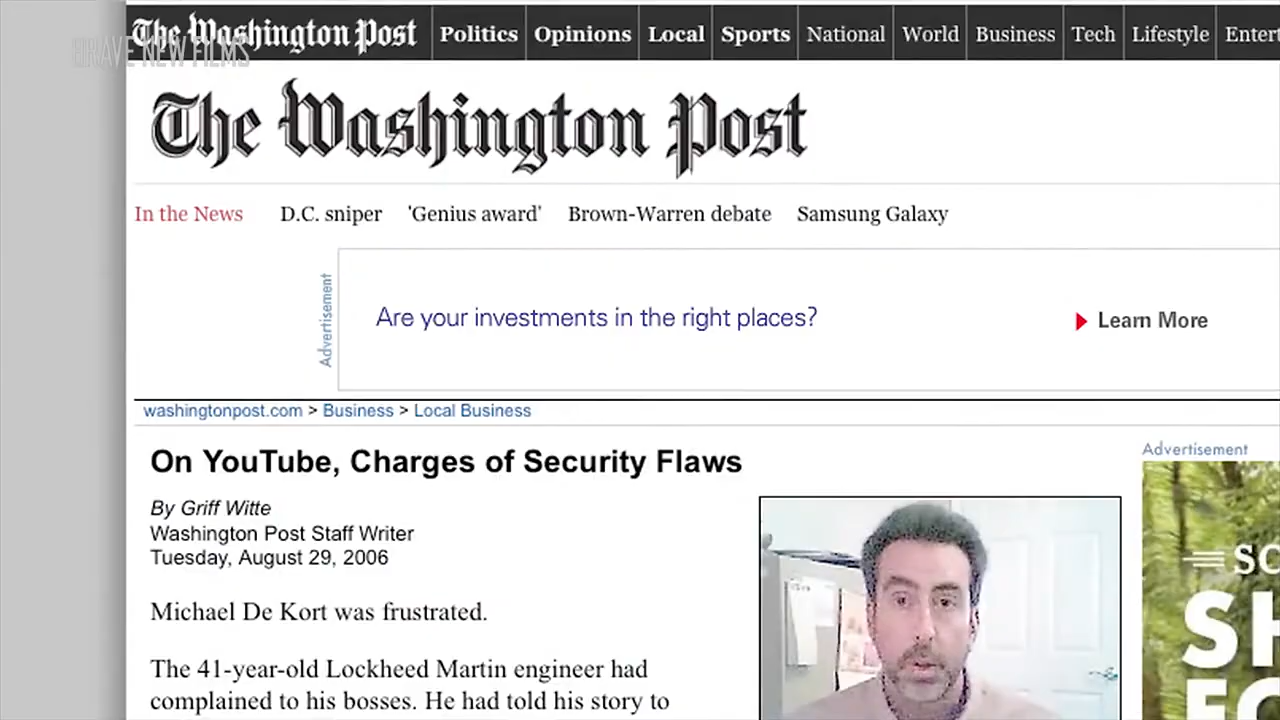 The Washington Post Politics Opinions Local Sports National World Business Tech Lifestyle Entert
BRAVE NEW FILMS
The Washington Post
In the News D.C. sniper 'Genius award' Brown-Warren debate Samsung Galaxy
Advertisement
Are your investments in the right places? Learn More
washingtonpost.com > Business > Local Business
On YouTube, Charges of Security Flaws
Advertisement
By Griff Witte
Washington Post Staff Writer
Tuesday, August 29, 2006
SC
Michael De Kort was frustrated.
SH
The 41-year-old Lockheed Martin engineer had
complained to his bosses. He had told his story to
FO